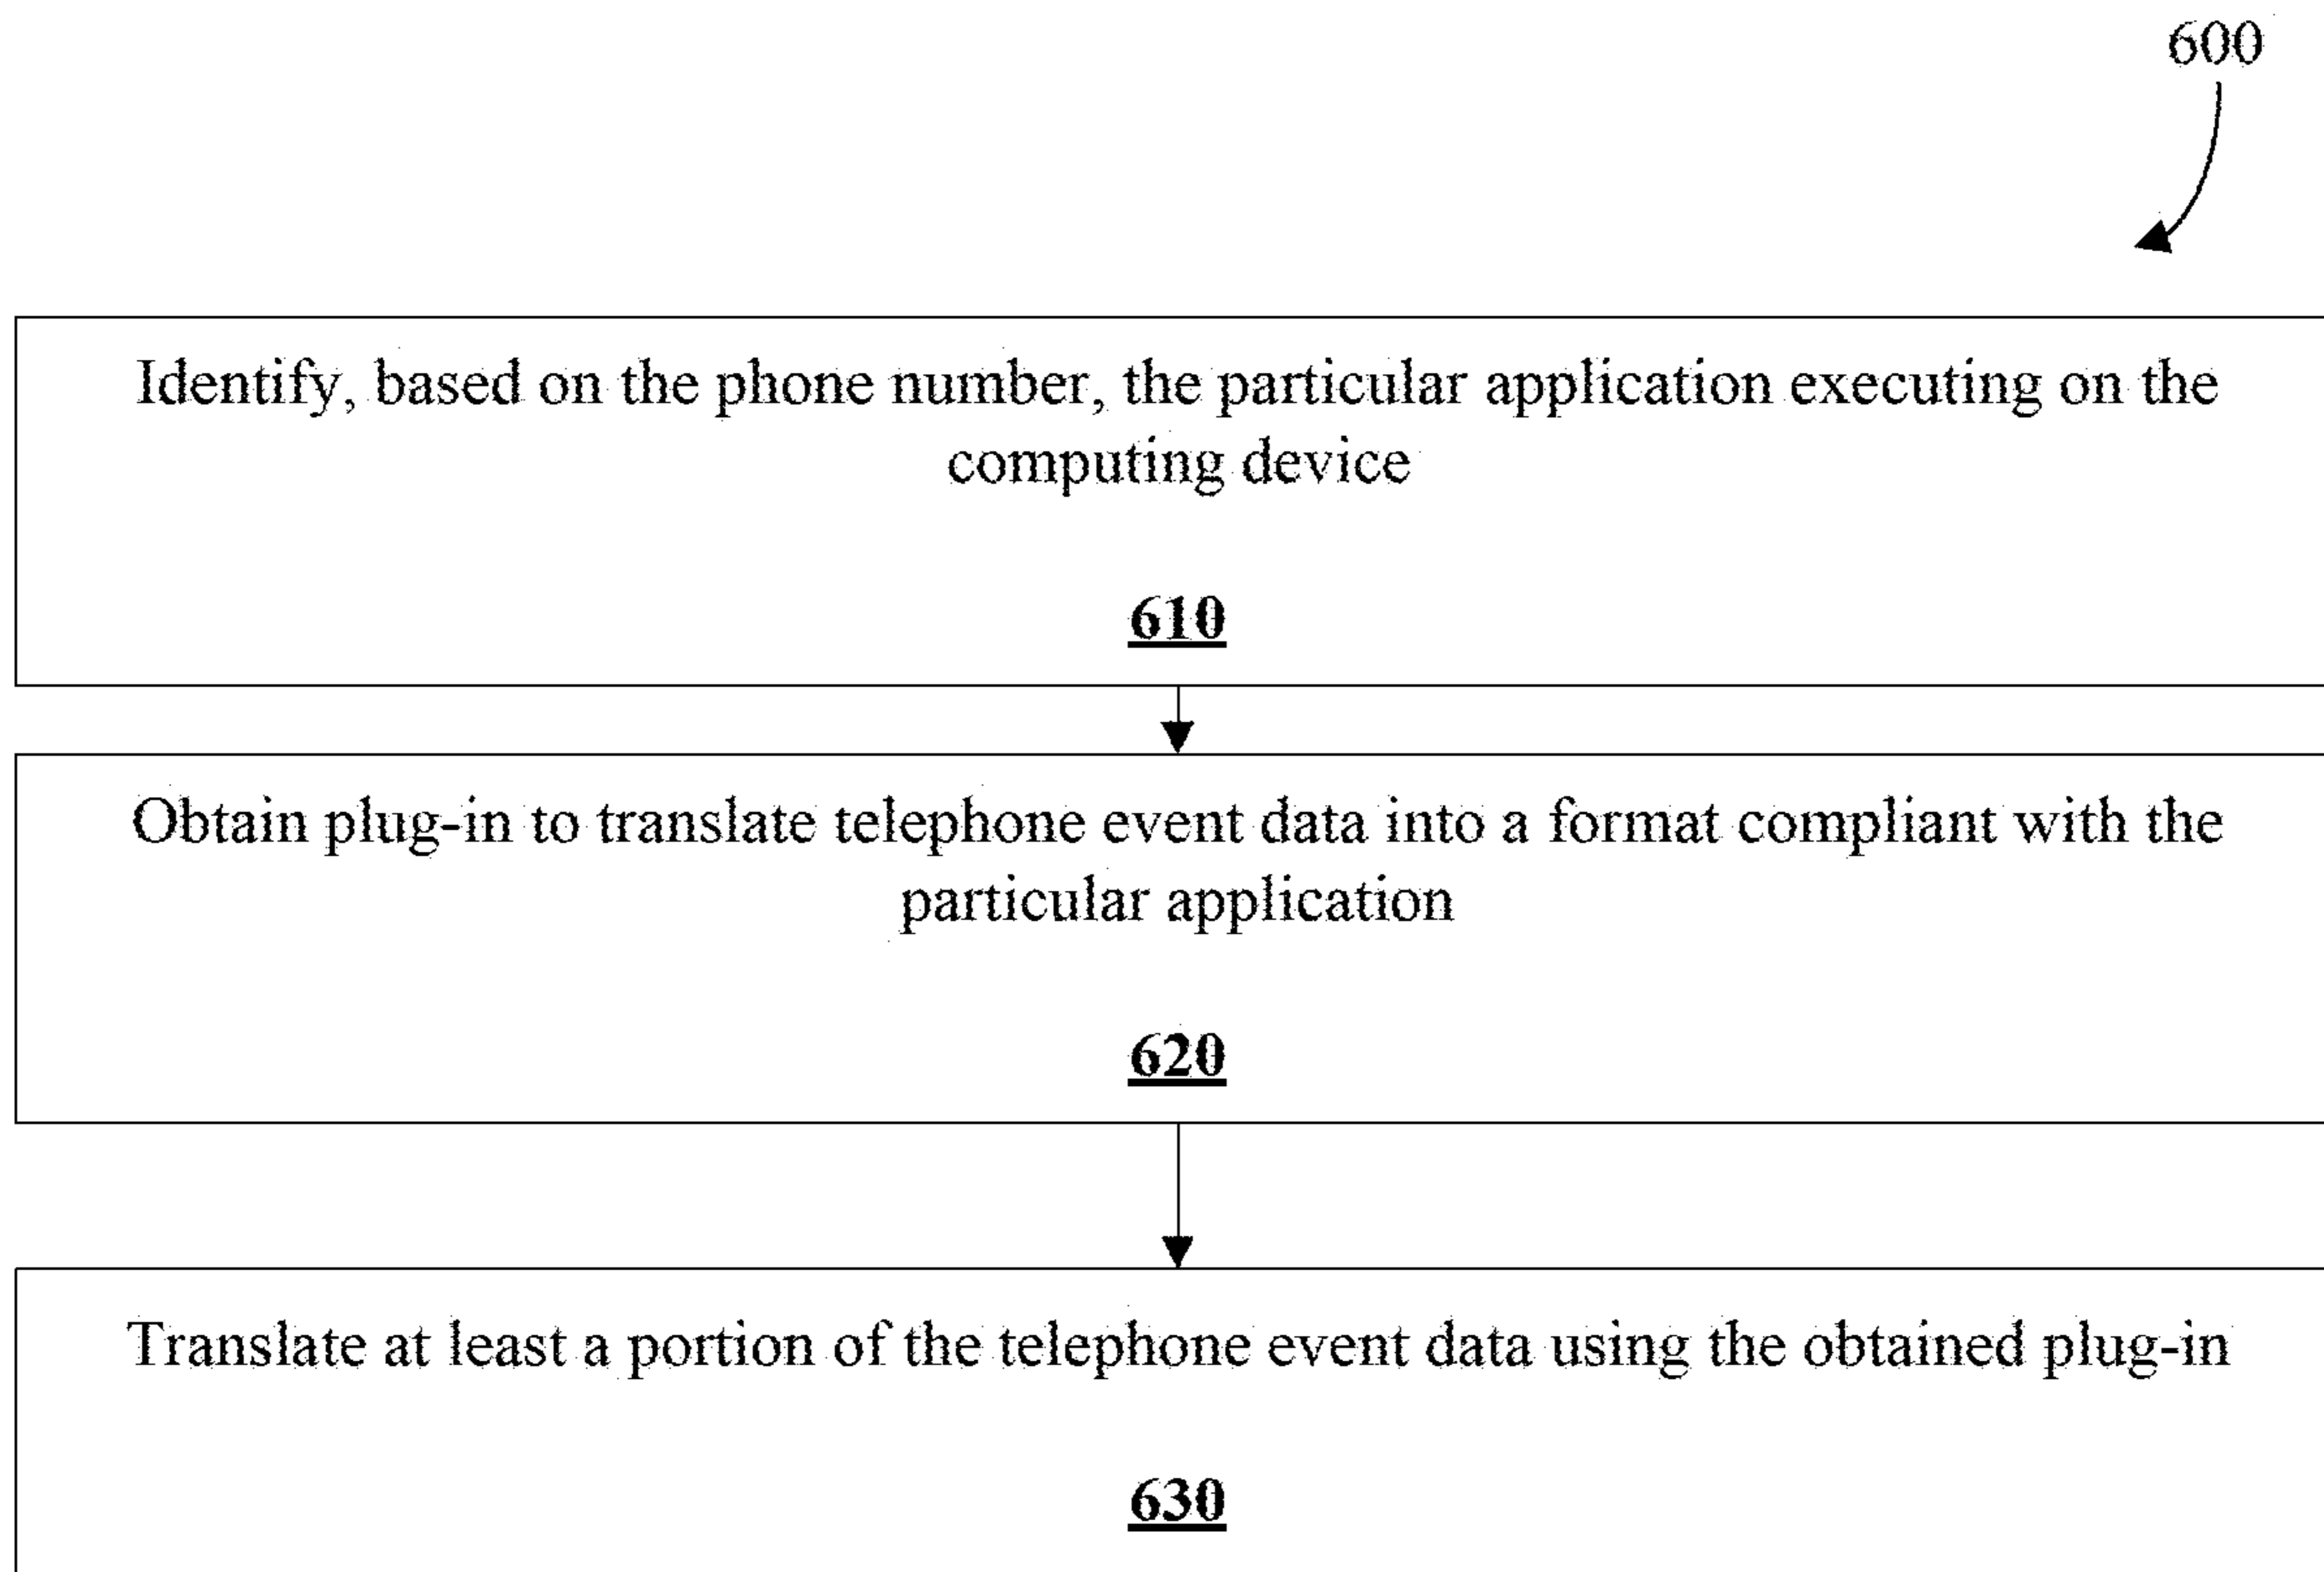 600
Identify, based on the phone number, the particular application executing on the
computing device
610
Obtain plug-in to translate telephone event data into a format compliant with the
particular application
620
Translate at least a portion of the telephone event data using the obtained plug-in
630